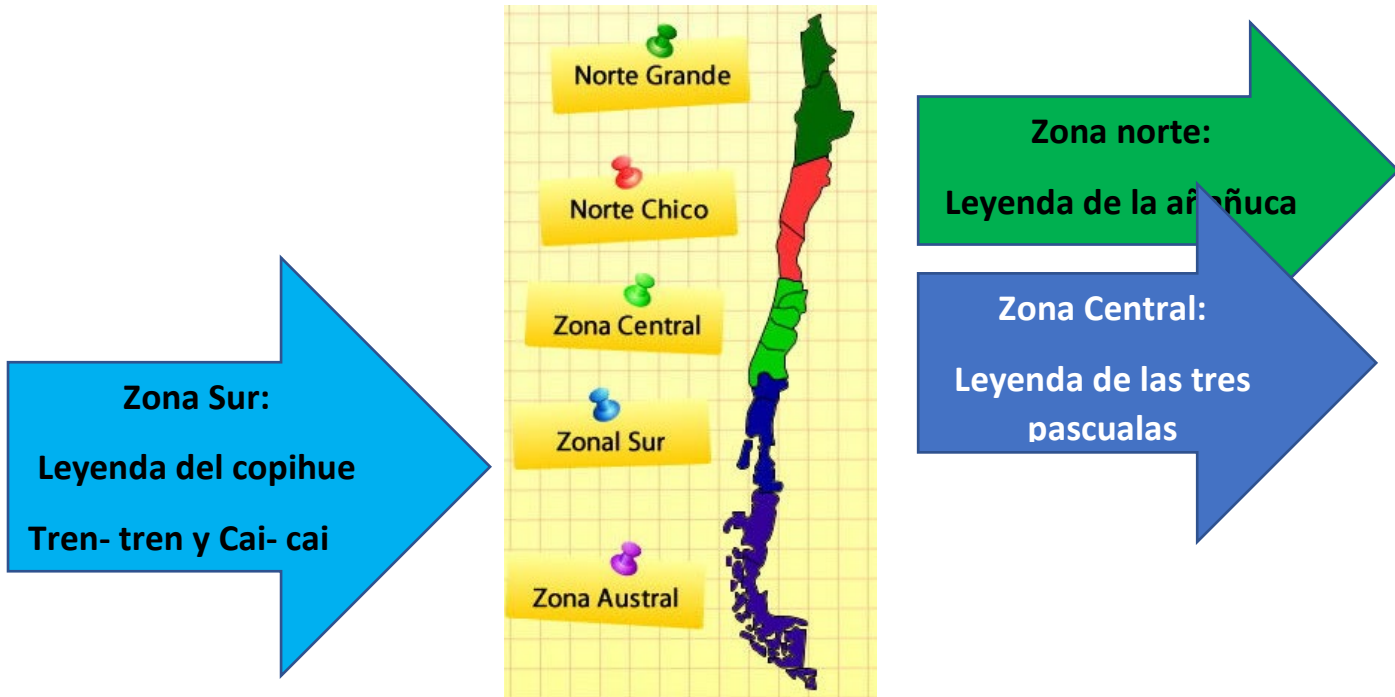 Norte Grande
Norte Chico
Zona Central
Zonal Sur
Zona Austral
Zona Sur:
Leyenda del copihue
Tren- tren y Cai- cai
Zona norte:
Leyenda de la añañuca
Zona Central:
Leyenda de las tres
pascualas